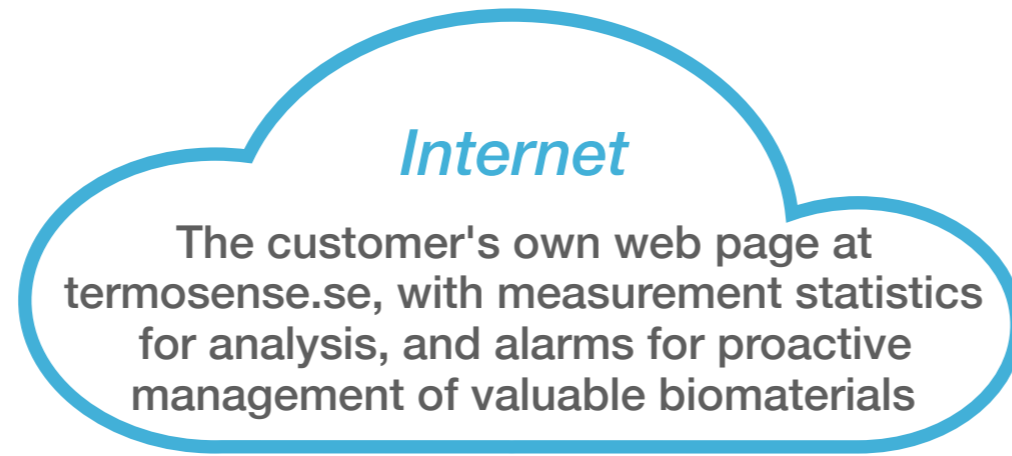 Internet
The customer's own web page at
termosense.se, with measurement statistics
for analysis, and alarms for proactive
management of valuable biomaterials